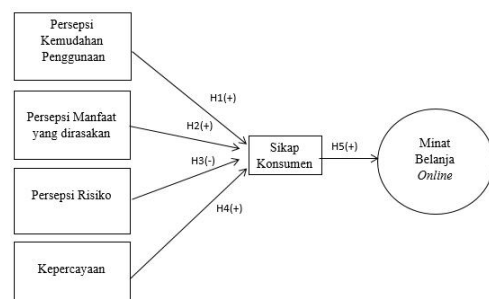 Persepsi
Kemudahan
Penggunaan
H1(+)
Persepsi Manfaat
yang dirasakan
H2(+)
H3(-)
Sikap
Konsumen
H5(+)
Minat
Belanja
Online
Persepsi Risiko
H4(+)
Kepercayaan